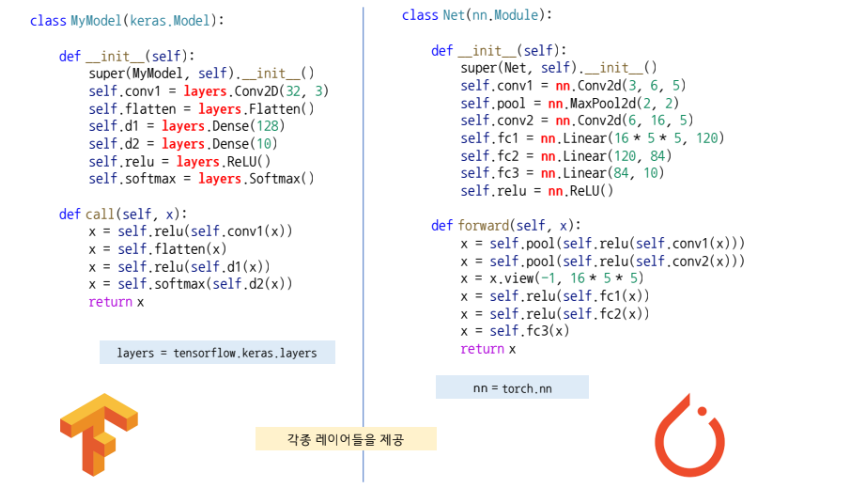 class MyModel(keras.Model):
def __init__(self):
super(MyModel, self).__init__()
self.conv1 = layers.Conv2D(32, 3)
self.flatten = layers.Flatten()
self.d1 = layers.Dense(128)
self.d2 = layers.Dense(10)
self.relu = layers.ReLU()
self.softmax = layers.Softmax()
def call(self, x):
x = self.relu(self.conv1(x))
x = self.flatten(x)
x = self.relu(self.d1(x))
x = self.softmax(self.d2(x))
return x
layers = tensorflow.keras.layers
class Net(nn.Module):
def __init__(self):
super(Net, self).__init__()
self.conv1 = nn.Conv2d(3, 6, 5)
self.pool = nn.MaxPool2d(2, 2)
self.conv2 = nn.Conv2d(6, 16, 5)
self.fc1 = nn.Linear(16 * 5 * 5, 120)
self.fc2 = nn.Linear(120, 84)
self.fc3 = nn.Linear(84, 10)
self.relu = nn.ReLU()
def forward(self, x):
x = self.pool(self.relu(self.conv1(x)))
x = self.pool(self.relu(self.conv2(x)))
x = x.view(-1, 16 * 5 * 5)
x = self.relu(self.fc1(x))
x = self.relu(self.fc2(x))
x = self.fc3(x)
return x
nn = torch.nn
각종 레이어들을 제공